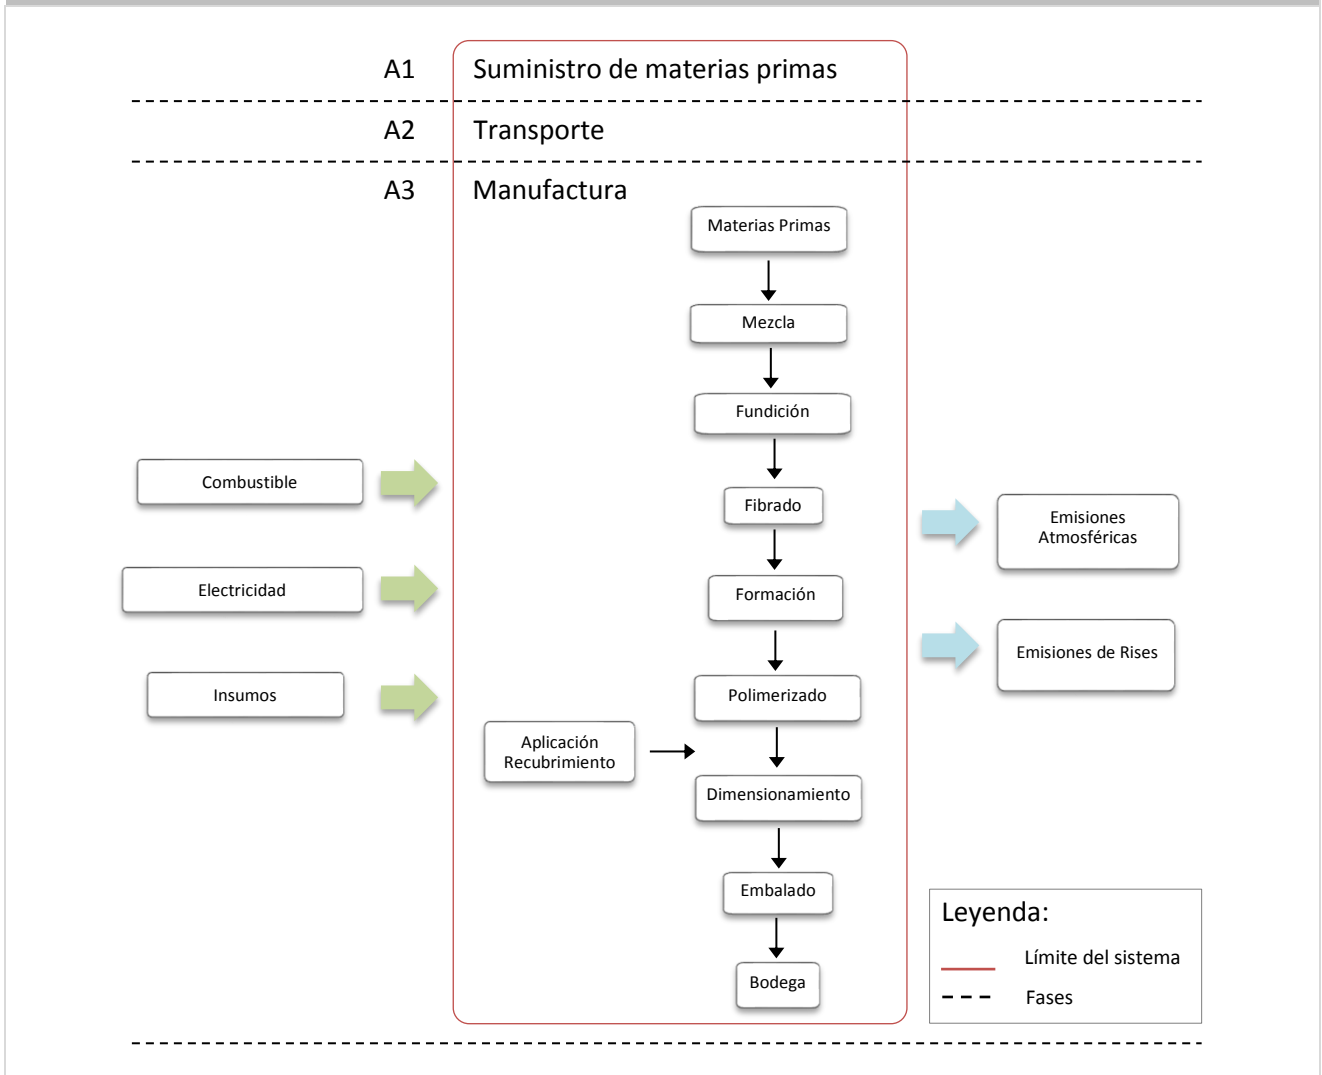 A1 Suministro de materias primas
A2 Transporte
A3 Manufactura
Materias Primas
Mezcla
Fundición
Fibrado
Formación
Polimerizado
Aplicación
Recubrimiento
Dimensionamiento
Embalado
Bodega
Combustible
Electricidad
Insumos
Emisiones
Atmosféricas
Emisiones de Rises
Leyenda:
Límite del sistema
Fases